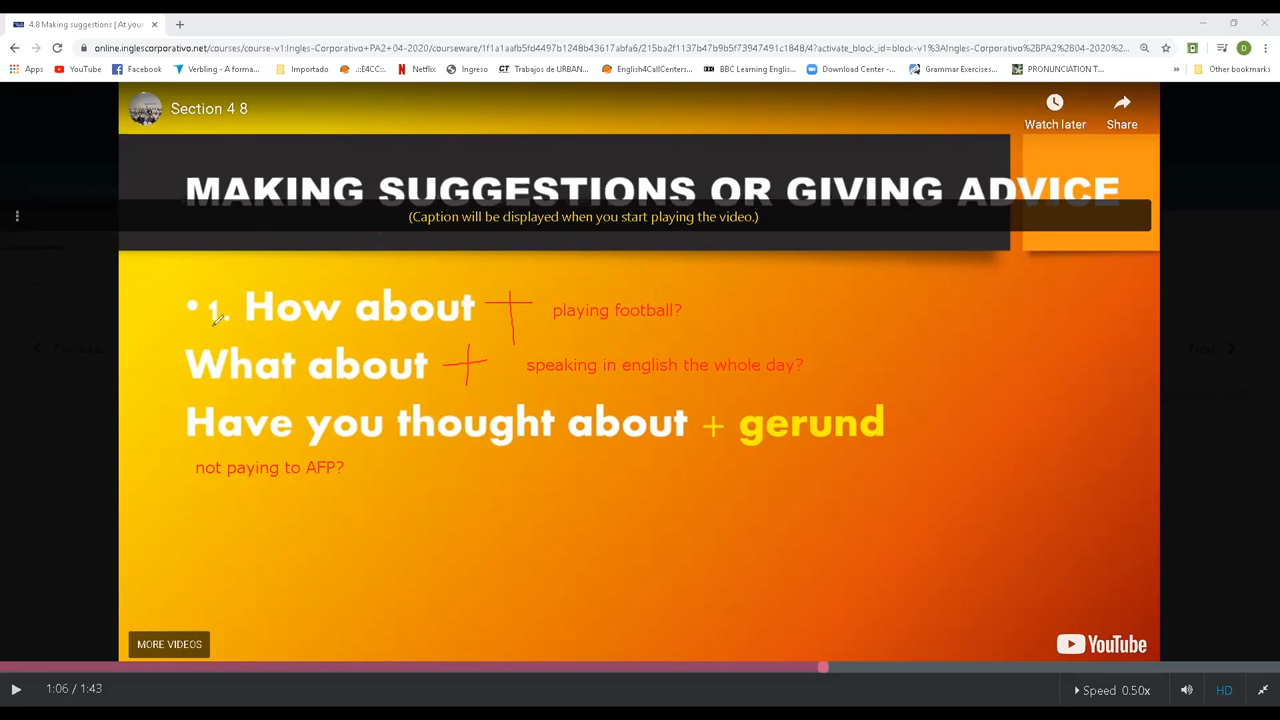 4.8 Making suggestions | At your
online.inglescorporativo.net/courses/course-v1:Ingles-Corporativo+PA2+04-2020/courseware/1f1a1aafb5fd4497b1248b43617abfa6/215ba2f1137b47b9b5f73947491c1848/4?activate_block_id=block-v1%3AIngles-Corporativo%2BPA2%2B04-2020%2...
Apps YouTube Facebook Verbling - A forma... Importado .::E4CC::. Netflix Ingreso Trabajos de URBAN... English4CallCenters... BBC Learning Englis... Download Center -... Grammar Exercises... PRONUNCIATION T... » Other bookmarks
Section 4 8
Watch later Share
MAKING SUGGESTIONS OR GIVING ADVICE
(Caption will be displayed when you start playing the video.)
• 1. How about + playing football?
Previous Next
What about + speaking in english the whole day?
Have you thought about + gerund
not paying to AFP?
MORE VIDEOS YouTube
1:06 / 1:43 Speed 0.50x HD